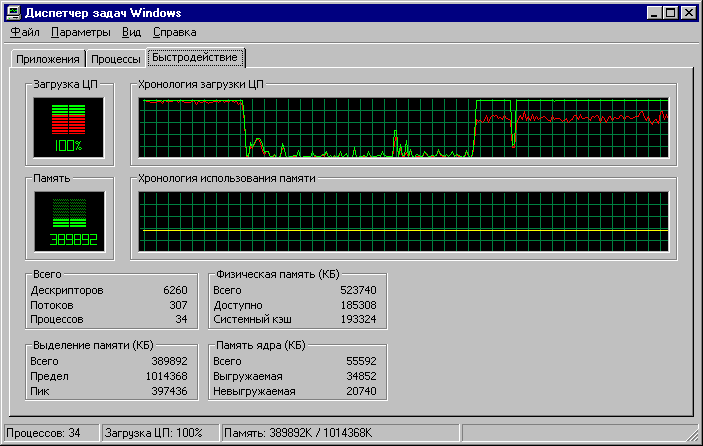 Диспетчер задач Windows
Файл Параметры Вид Справка
Приложения Процессы Быстродействие
Загрузка ЦП
100%
Хронология загрузки ЦП
Память
389892
Хронология использования памяти
Всего
Дескрипторов 6260
Потоков 307
Процессов 34
Физическая память (КБ)
Всего 523740
Доступно 185308
Системный кэш 193324
Выделение памяти (КБ)
Всего 389892
Предел 1014368
Пик 397436
Память ядра (КБ)
Всего 55592
Выгружаемая 34852
Невыгружаемая 20740
Процессов: 34 Загрузка ЦП: 100% Память: 389892K / 1014368K